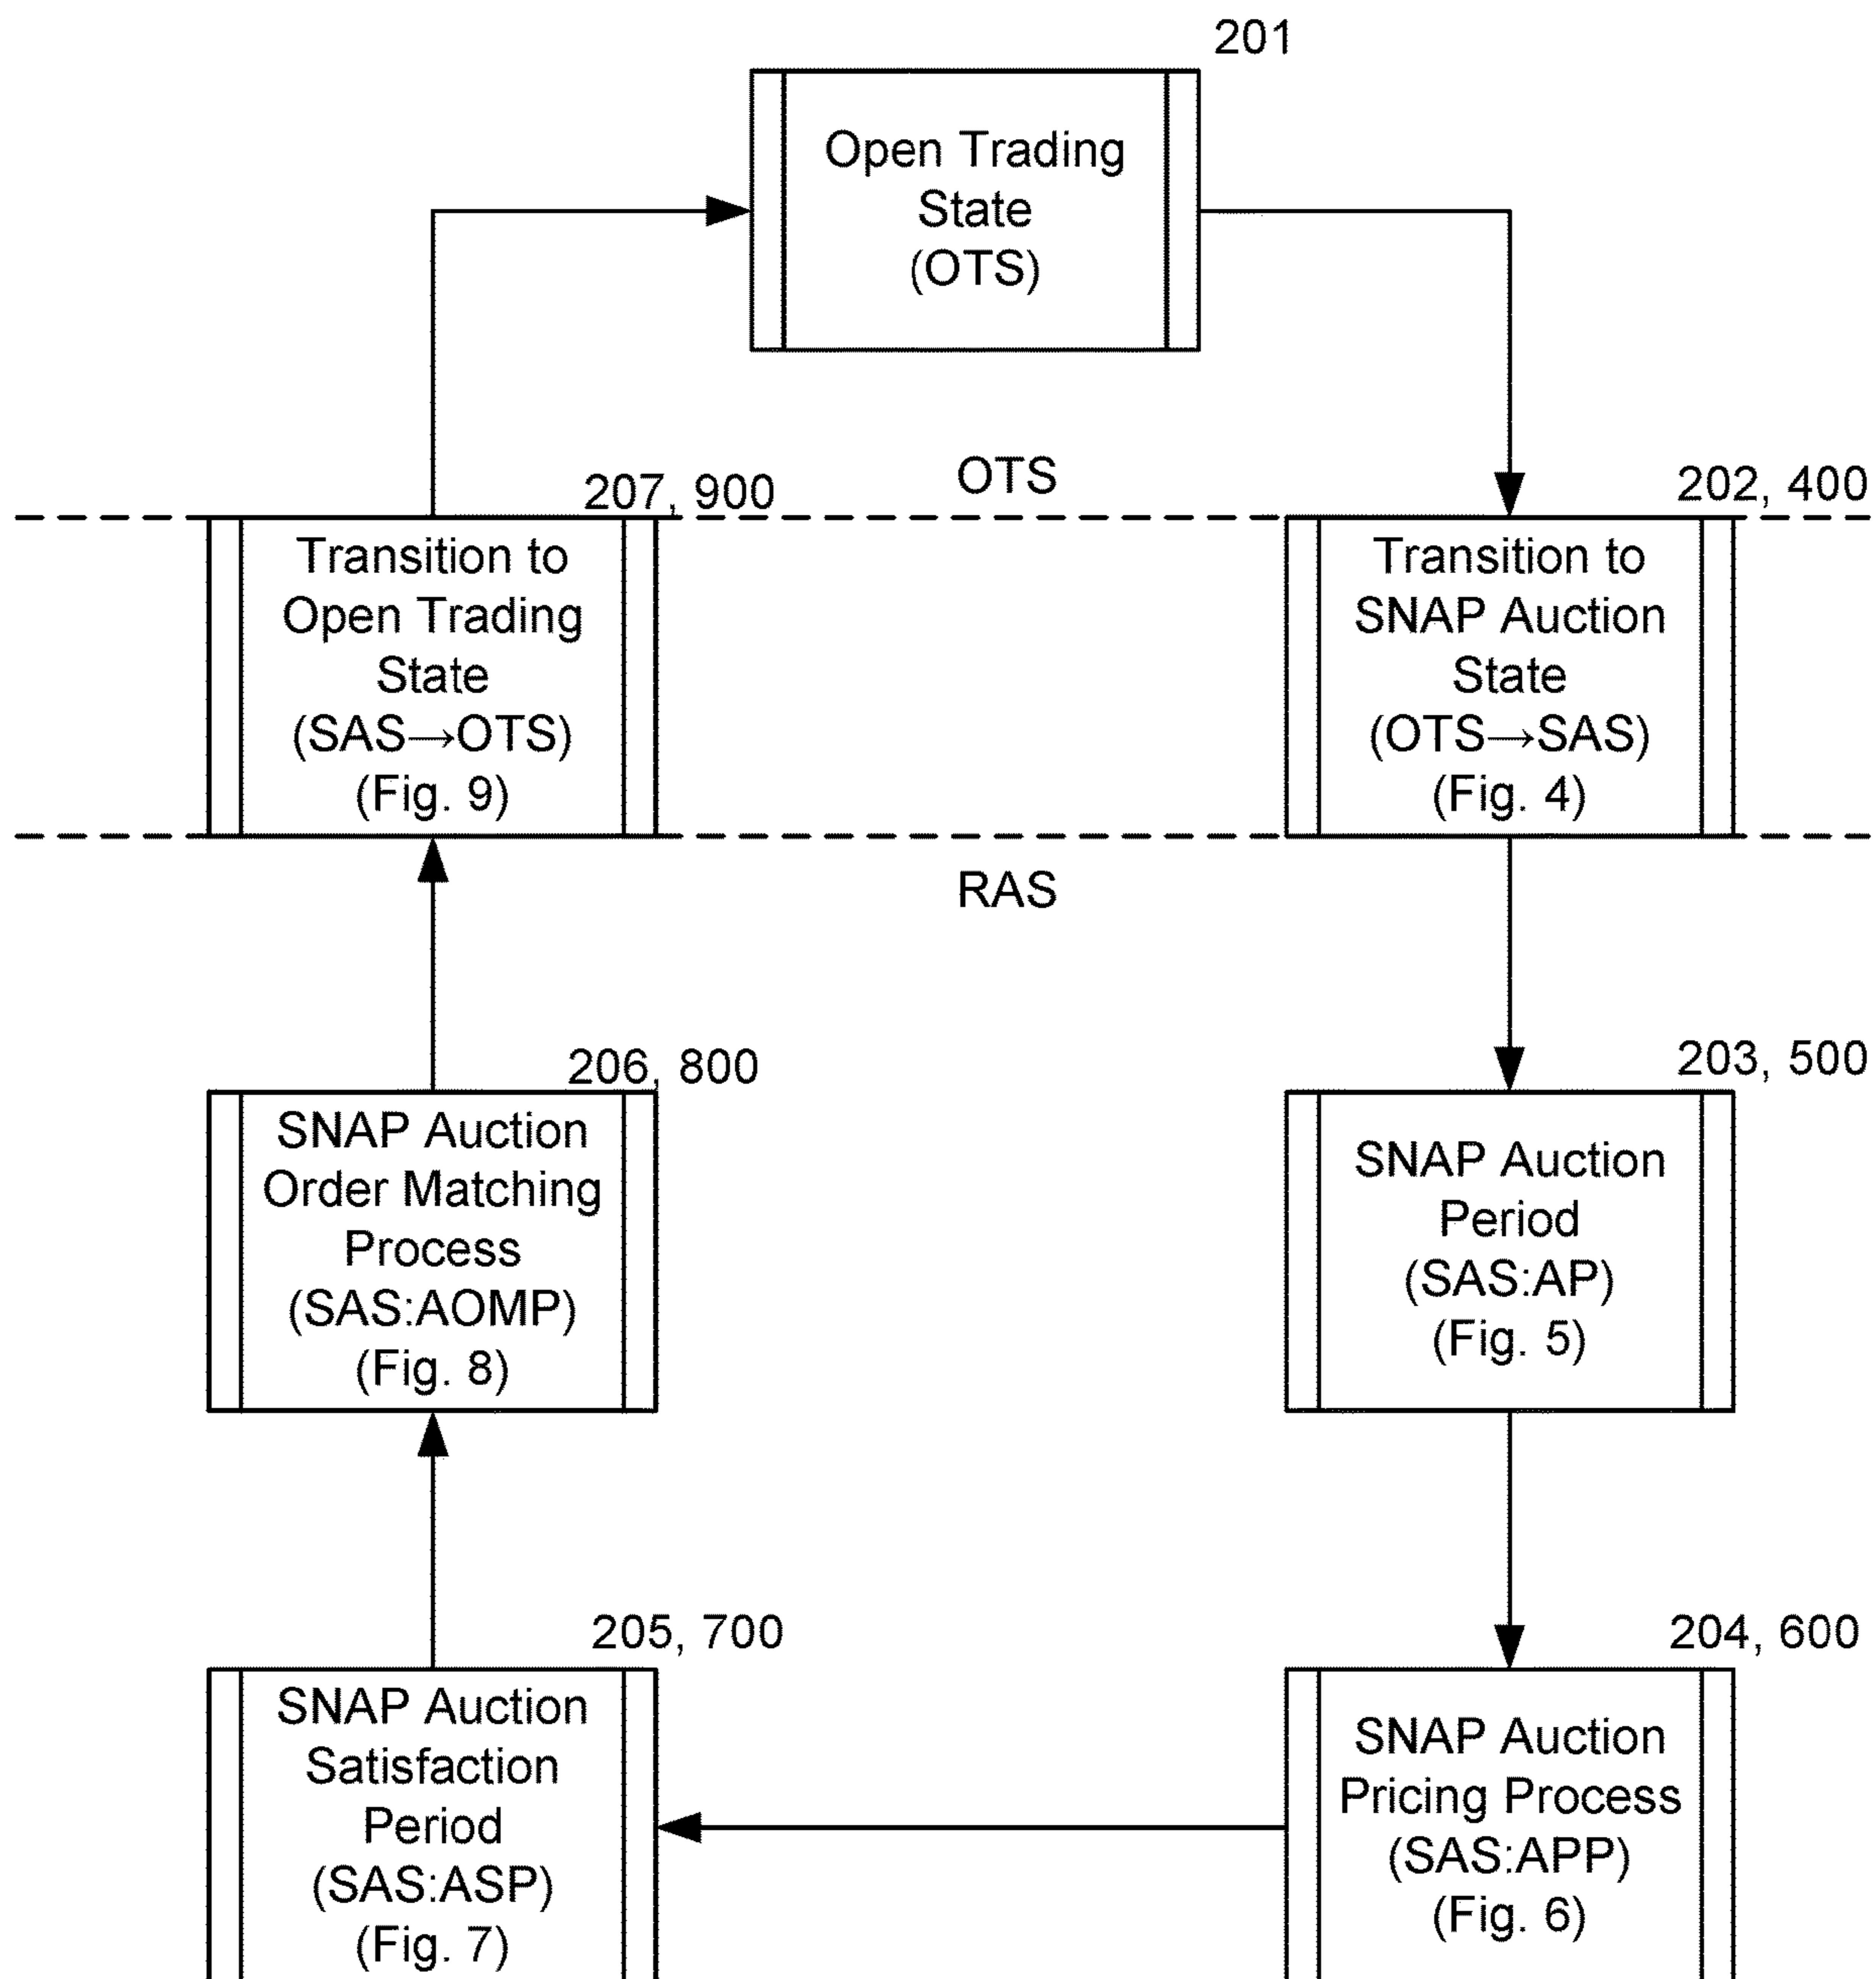 201
Open Trading
State
(OTS)
OTS
207, 900
Transition to
Open Trading
State
(SAS→OTS)
(Fig. 9)
202, 400
Transition to
SNAP Auction
State
(OTS→SAS)
(Fig. 4)
RAS
206, 800
SNAP Auction
Order Matching
Process
(SAS:AOMP)
(Fig. 8)
203, 500
SNAP Auction
Period
(SAS:AP)
(Fig. 5)
205, 700
SNAP Auction
Satisfaction
Period
(SAS:ASP)
(Fig. 7)
204, 600
SNAP Auction
Pricing Process
(SAS:APP)
(Fig. 6)